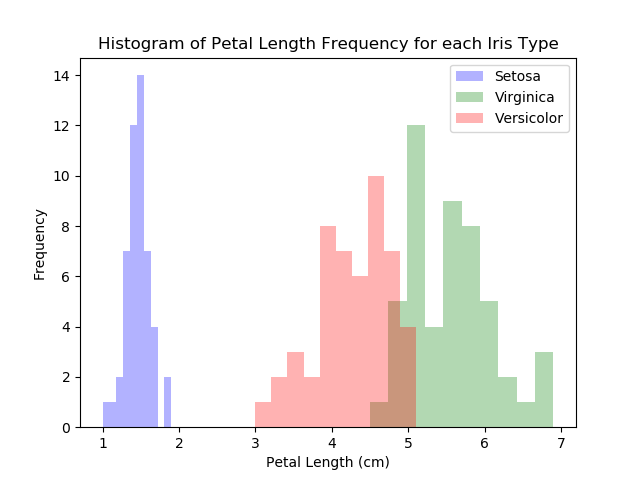 Histogram of Petal Length Frequency for each Iris Type
Setosa
Virginica
Versicolor
14
12
10
8
6
4
2
0
Frequency
1 2 3 4 5 6 7
Petal Length (cm)